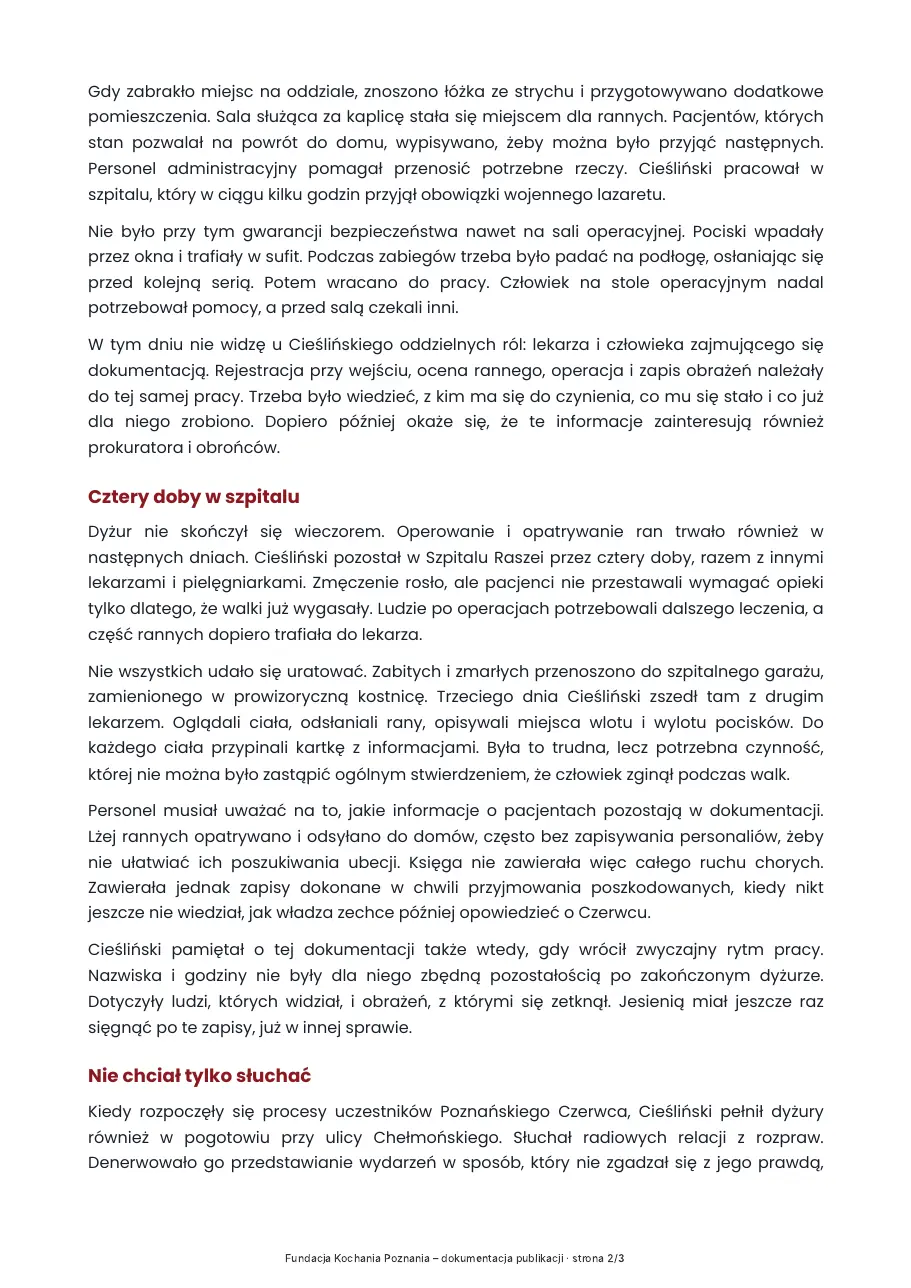 Gdy zabrakło miejsc na oddziale, znoszono łóżka ze strychu i przygotowywano dodatkowe
pomieszczenia. Sala służąca za kaplicę stała się miejscem dla rannych. Pacjentów, których
stan pozwalał na powrót do domu, wypisywano, żeby można było przyjąć następnych.
Personel administracyjny pomagał przenosić potrzebne rzeczy. Cieśliński pracował w
szpitalu, który w ciągu kilku godzin przyjął obowiązki wojennego lazaretu.
Nie było przy tym gwarancji bezpieczeństwa nawet na sali operacyjnej. Pociski wpadały
przez okna i trafiały w sufit. Podczas zabiegów trzeba było padać na podłogę, osłaniając się
przed kolejną serią. Potem wracano do pracy. Człowiek na stole operacyjnym nadal
potrzebował pomocy, a przed salą czekali inni.
W tym dniu nie widzę u Cieślińskiego oddzielnych ról: lekarza i człowieka zajmującego się
dokumentacją. Rejestracja przy wejściu, ocena rannego, operacja i zapis obrażeń należały
do tej samej pracy. Trzeba było wiedzieć, z kim ma się do czynienia, co mu się stało i co już
dla niego zrobiono. Dopiero później okaże się, że te informacje zainteresują również
prokuratora i obrońców.
Cztery doby w szpitalu
Dyżur nie skończył się wieczorem. Operowanie i opatrywanie ran trwało również w
następnych dniach. Cieśliński pozostał w Szpitalu Raszei przez cztery doby, razem z innymi
lekarzami i pielęgniarkami. Zmęczenie rosło, ale pacjenci nie przestawali wymagać opieki
tylko dlatego, że walki już wygasały. Ludzie po operacjach potrzebowali dalszego leczenia, a
część rannych dopiero trafiała do lekarza.
Nie wszystkich udało się uratować. Zabitych i zmarłych przenoszono do szpitalnego garażu,
zamienionego w prowizoryczną kostnicę. Trzeciego dnia Cieśliński zszedł tam z drugim
lekarzem. Oglądali ciała, odsłaniali rany, opisywali miejsca wlotu i wylotu pocisków. Do
każdego ciała przypinali kartkę z informacjami. Była to trudna, lecz potrzebna czynność,
której nie można było zastąpić ogólnym stwierdzeniem, że człowiek zginął podczas walk.
Personel musiał uważać na to, jakie informacje o pacjentach pozostają w dokumentacji.
Lżej rannych opatrywano i odsyłano do domów, często bez zapisywania personaliów, żeby
nie ułatwiać ich poszukiwania ubecji. Księga nie zawierała więc całego ruchu chorych.
Zawierała jednak zapisy dokonane w chwili przyjmowania poszkodowanych, kiedy nikt
jeszcze nie wiedział, jak władza zechce później opowiedzieć o Czerwcu.
Cieśliński pamiętał o tej dokumentacji także wtedy, gdy wrócił zwyczajny rytm pracy.
Nazwiska i godziny nie były dla niego zbędną pozostałością po zakończonym dyżurze.
Dotyczyły ludzi, których widział, i obrażeń, z którymi się zetknął. Jesienią miał jeszcze raz
sięgnąć po te zapisy, już w innej sprawie.
Nie chciał tylko słuchać
Kiedy rozpoczęły się procesy uczestników Poznańskiego Czerwca, Cieśliński pełnił dyżury
również w pogotowiu przy ulicy Chełmońskiego. Słuchał radiowych relacji z rozpraw.
Denerwowało go przedstawianie wydarzeń w sposób, który nie zgadzał się z jego prawdą,
Fundacja Kochania Poznania – dokumentacja publikacji · strona 2/3